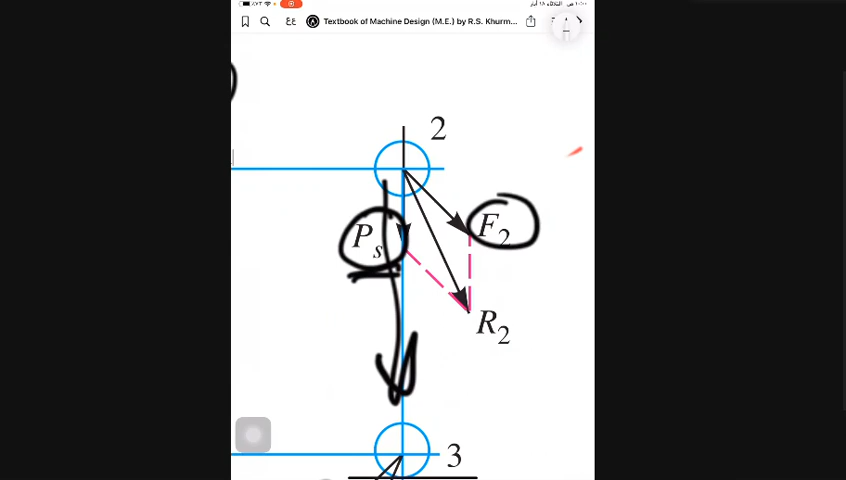 Textbook of Machine Design (M.E.) by R.S. Khurm...
2
F₂
Pₛ
R₂
3